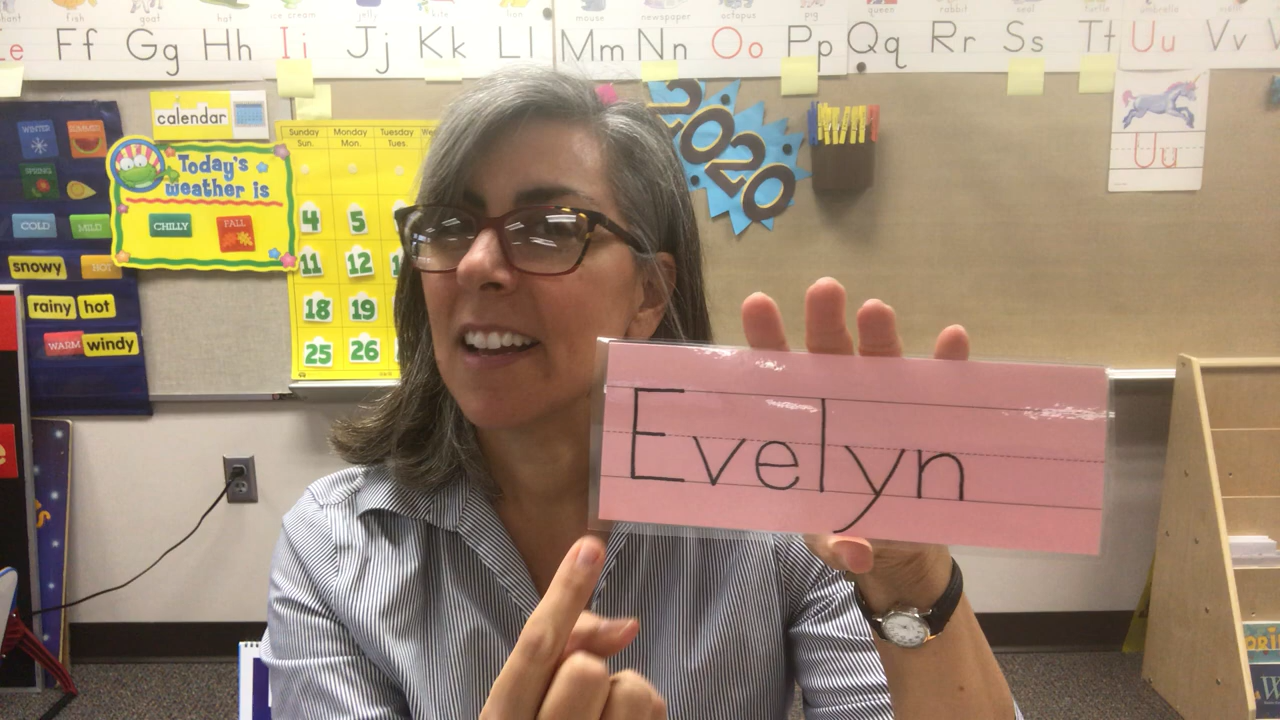 goat
hat
ice cream
jelly
kite
lion
mouse
newspaper
octopus
pig
queen
rabbit
seal
turtle
umbrella
Ff Gg Hh Ii Jj Kk Ll Mm Nn Oo Pp Qq Rr Ss Tt Uu Vv
calendar
WINTER
SUMMER
SPRING
COLD
MILD
snowy
HOT
rainy
hot
WARM
windy
Today's
weather is
CHILLY
FALL
Sunday Monday Tuesday
Sun. Mon. Tues.
4 5
11 12
18 19
25 26
2020
Uu
Evelyn